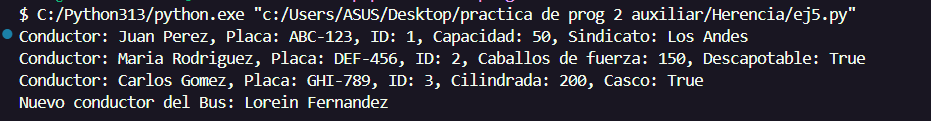 $ C:/Python313/python.exe "c:/Users/ASUS/Desktop/practica de prog 2 auxiliar/Herencia/ej5.py"
Conductor: Juan Perez, Placa: ABC-123, ID: 1, Capacidad: 50, Sindicato: Los Andes
Conductor: Maria Rodriguez, Placa: DEF-456, ID: 2, Caballos de fuerza: 150, Descapotable: True
Conductor: Carlos Gomez, Placa: GHI-789, ID: 3, Cilindrada: 200, Casco: True
Nuevo conductor del Bus: Lorein Fernandez